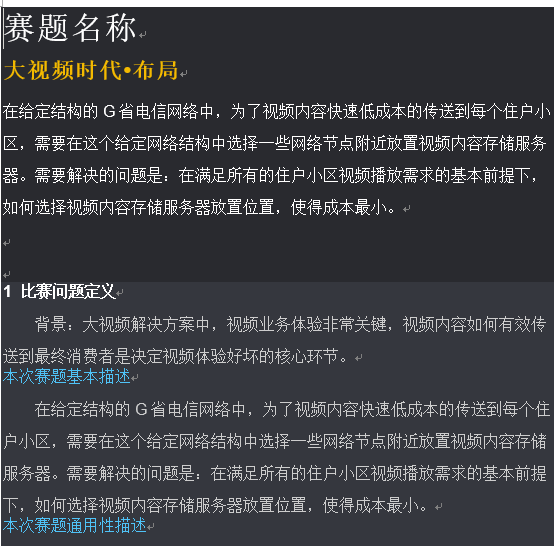 赛题名称
大视频时代•布局
在给定结构的 G 省电信网络中，为了视频内容快速低成本的传送到每个住户小
区，需要在这个给定网络结构中选择一些网络节点附近放置视频内容存储服务
器。需要解决的问题是：在满足所有的住户小区视频播放需求的基本前提下，
如何选择视频内容存储服务器放置位置，使得成本最小。
1 比赛问题定义
背景：大视频解决方案中，视频业务体验非常关键，视频内容如何有效传
送到最终消费者是决定视频体验好坏的核心环节。
本次赛题基本描述
在给定结构的 G 省电信网络中，为了视频内容快速低成本的传送到每个住
户小区，需要在这个给定网络结构中选择一些网络节点附近放置视频内容存储
服务器。需要解决的问题是：在满足所有的住户小区视频播放需求的基本前提
下，如何选择视频内容存储服务器放置位置，使得成本最小。
本次赛题通用性描述